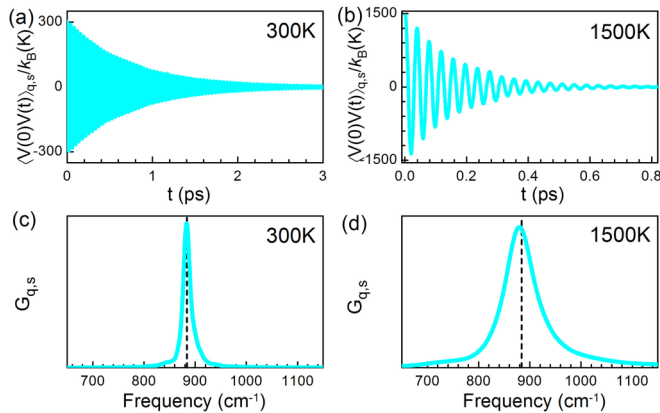 (a)
300K
⟨V(0)V(t)⟩q,s/kB(K)
300
0
-300
0 1 2 3
t (ps)
(b)
1500K
⟨V(0)V(t)⟩q,s/kB(K)
1500
0
-1500
0.0 0.2 0.4 0.6 0.8
t (ps)
(c)
300K
Gq,s
700 800 900 1000 1100
Frequency (cm⁻¹)
(d)
1500K
Gq,s
700 800 900 1000 1100
Frequency (cm⁻¹)